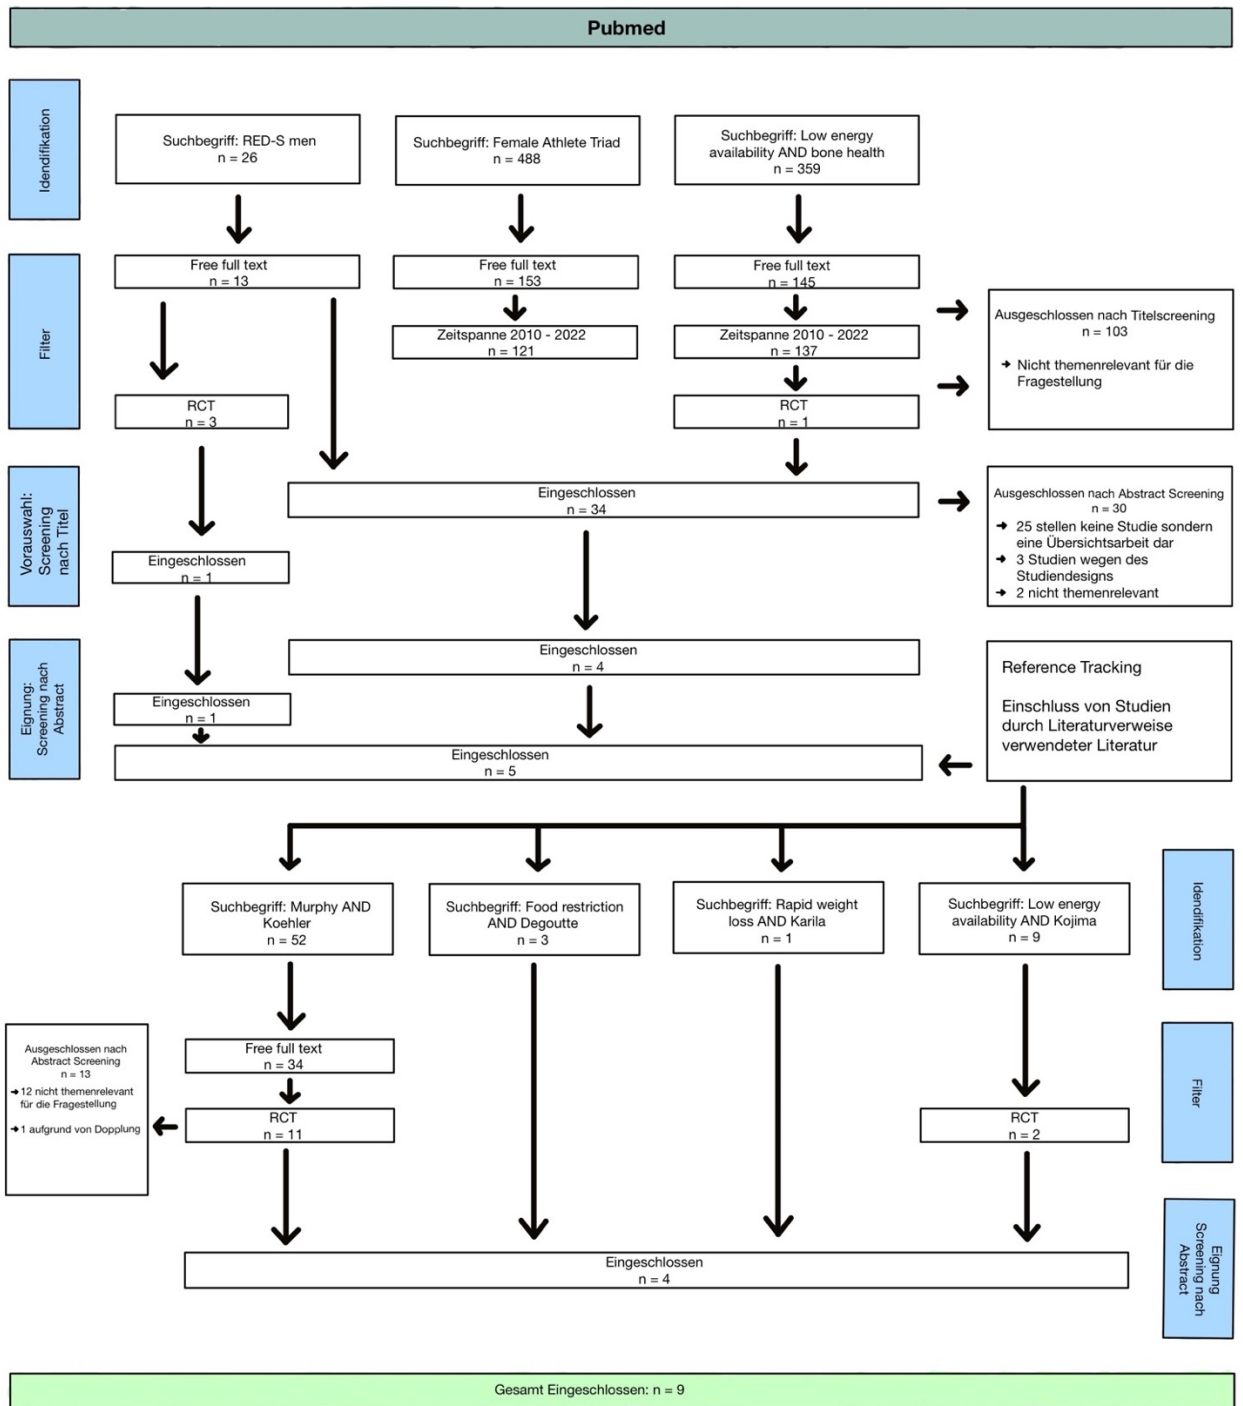 Pubmed
Idendifikation
Suchbegriff: RED-S men
n = 26
Suchbegriff: Female Athlete Triad
n = 488
Suchbegriff: Low energy
availability AND bone health
n = 359
Filter
Free full text
n = 13
Free full text
n = 153
Free full text
n = 145
Zeitspanne 2010 - 2022
n = 121
Zeitspanne 2010 - 2022
n = 137
RCT
n = 3
RCT
n = 1
Ausgeschlossen nach Titelscreening
n = 103
Nicht themenrelevant für die
Fragestellung
Vorauswahl:
Screening
nach Titel
Eingeschlossen
n = 34
Eingeschlossen
n = 1
Ausgeschlossen nach Abstract Screening
n = 30
25 stellen keine Studie sondern
eine Übersichtsarbeit dar
3 Studien wegen des
Studiendesigns
2 nicht themenrelevant
Eignung:
Screening nach
Abstract
Eingeschlossen
n = 4
Eingeschlossen
n = 1
Eingeschlossen
n = 5
Reference Tracking
Einschluss von Studien
durch Literaturverweise
verwendeter Literatur
Idendifikation
Suchbegriff: Murphy AND
Koehler
n = 52
Suchbegriff: Food restriction
AND Degoutte
n = 3
Suchbegriff: Rapid weight
loss AND Karila
n = 1
Suchbegriff: Low energy
availability AND Kojima
n = 9
Filter
Free full text
n = 34
RCT
n = 11
RCT
n = 2
Ausgeschlossen nach
Abstract Screening
n = 13
12 nicht themenrelevant
für die Fragestellung
1 aufgrund von Dopplung
Eignung
Screening nach
Abstract
Eingeschlossen
n = 4
Gesamt Eingeschlossen: n = 9